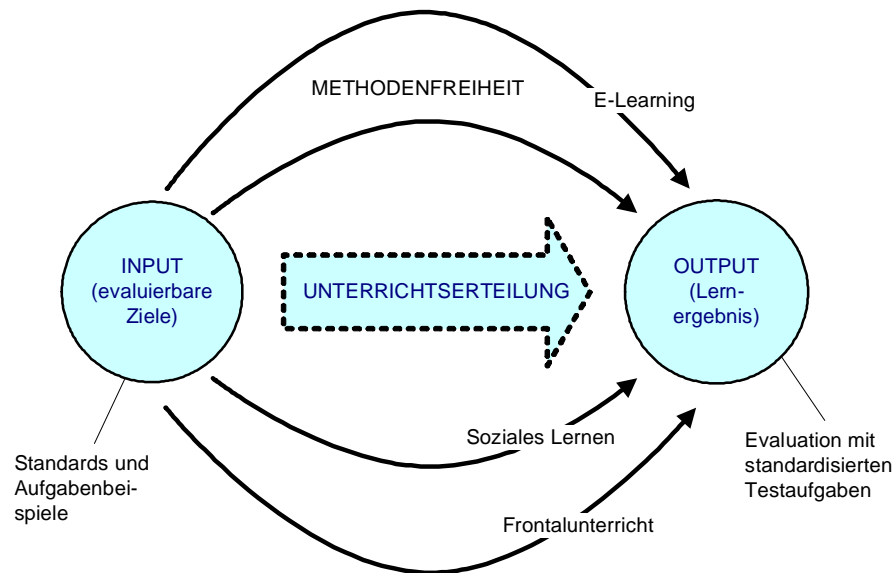 METHODENFREIHEIT
E-Learning
INPUT
(evaluierbare
Ziele)
UNTERRICHTSERTEILUNG
OUTPUT
(Lern-
ergebnis)
Soziales Lernen
Standards und
Aufgabenbei-
spiele
Evaluation mit
standardisierten
Testaufgaben
Frontalunterricht